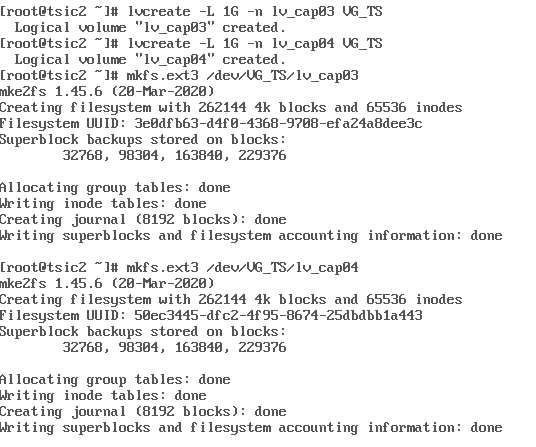 [root@tsic2 ~]# lvcreate -L 1G -n lv_cap03 VG_TS
  Logical volume "lv_cap03" created.
[root@tsic2 ~]# lvcreate -L 1G -n lv_cap04 VG_TS
  Logical volume "lv_cap04" created.
[root@tsic2 ~]# mkfs.ext3 /dev/VG_TS/lv_cap03
mke2fs 1.45.6 (20-Mar-2020)
Creating filesystem with 262144 4k blocks and 65536 inodes
Filesystem UUID: 3e0dfb63-d4f0-4368-9708-efa24a8dee3c
Superblock backups stored on blocks:
        32768, 98304, 163840, 229376

Allocating group tables: done
Writing inode tables: done
Creating journal (8192 blocks): done
Writing superblocks and filesystem accounting information: done

[root@tsic2 ~]# mkfs.ext3 /dev/VG_TS/lv_cap04
mke2fs 1.45.6 (20-Mar-2020)
Creating filesystem with 262144 4k blocks and 65536 inodes
Filesystem UUID: 50ec3445-dfc2-4f95-8674-25dbdbb1a443
Superblock backups stored on blocks:
        32768, 98304, 163840, 229376

Allocating group tables: done
Writing inode tables: done
Creating journal (8192 blocks): done
Writing superblocks and filesystem accounting information: done